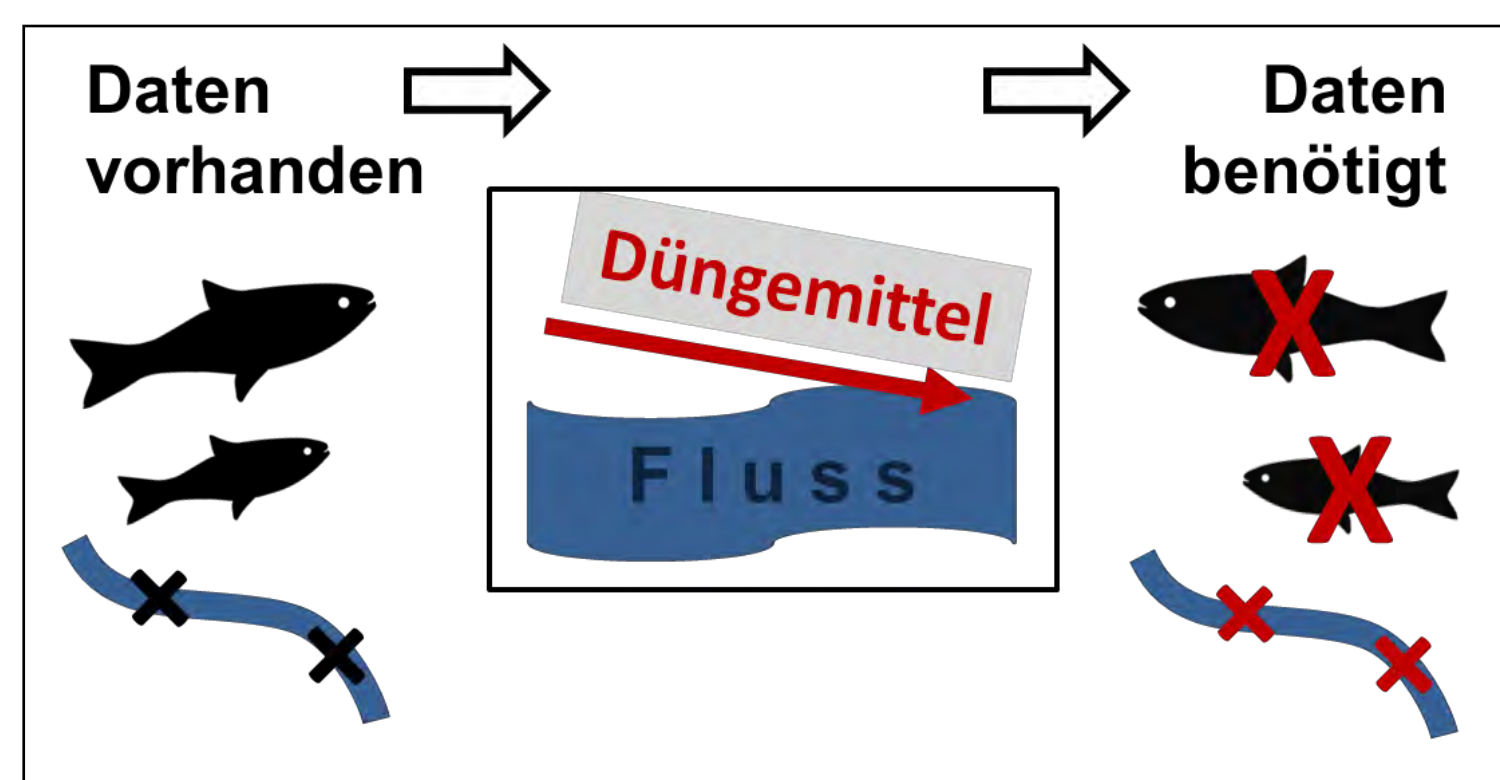 Daten
vorhanden
Daten
benötigt
Düngemittel
Fluss